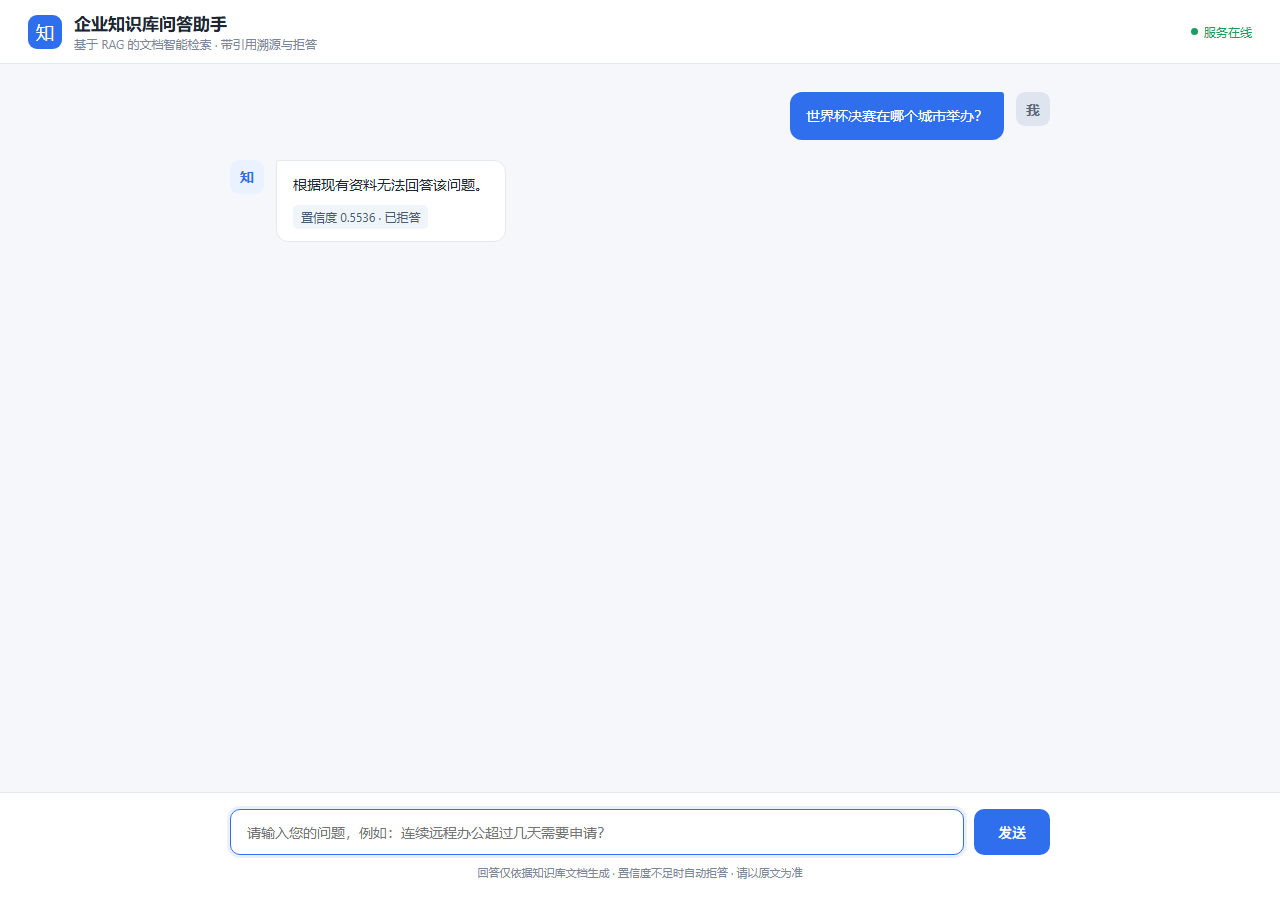 知
企业知识库问答助手
基于 RAG 的文档智能检索 · 带引用溯源与拒答
服务在线
世界杯决赛在哪个城市举办?
我
知
根据现有资料无法回答该问题。
置信度 0.5536 · 已拒答
请输入您的问题，例如：连续远程办公超过几天需要申请？
发送
回答仅依据知识库文档生成 · 置信度不足时自动拒答 · 请以原文为准